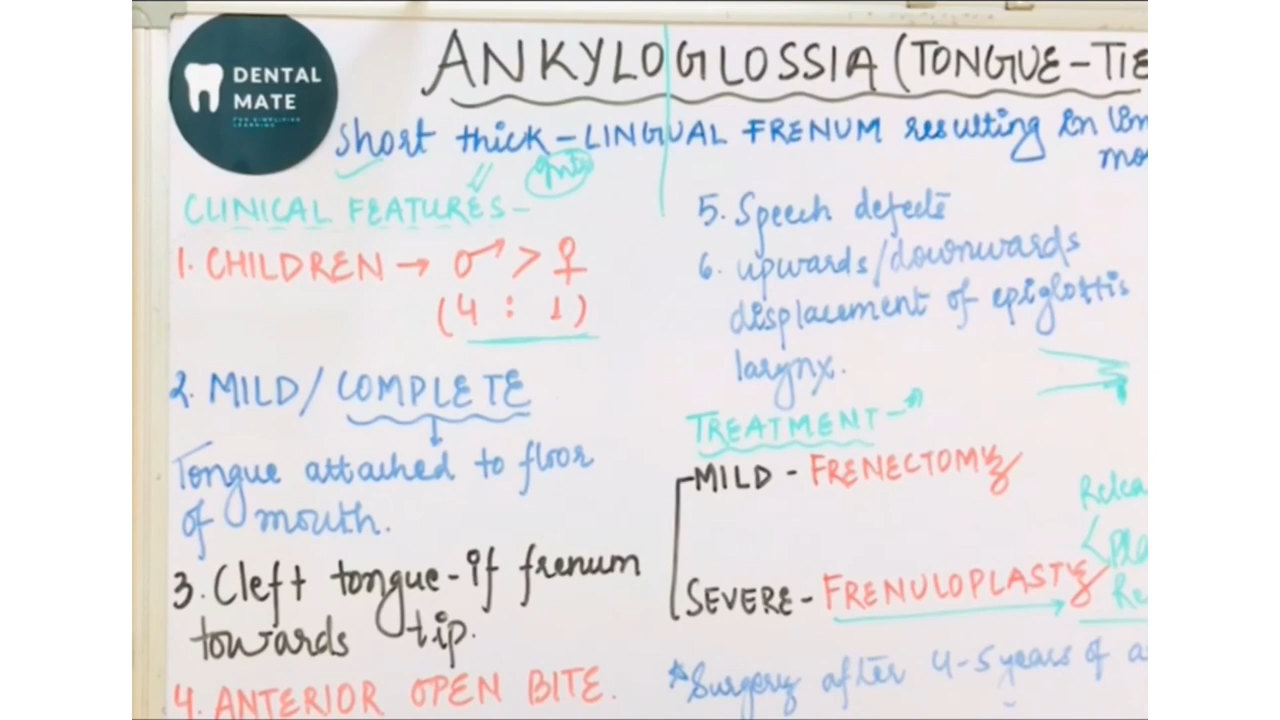 DENTAL
MATE
FOR SIMPLIFIED
LEARNING
ANKYLOGLOSSIA (TONGUE-TIE
short thick - LINGUAL FRENUM resulting in
CLINICAL FEATURES -
1. CHILDREN → ♂ > ♀
(4 : 1)
2. MILD/COMPLETE
↓
Tongue attached to floor
of mouth.
3. Cleft tongue - if frenum
towards tip.
4. ANTERIOR OPEN BITE.
5. Speech defects
6. upwards/downwards
displacement of epiglottis
larynx.
TREATMENT -
MILD - FRENECTOMY
SEVERE - FRENULOPLASTY
*Surgery after 4-5 years of